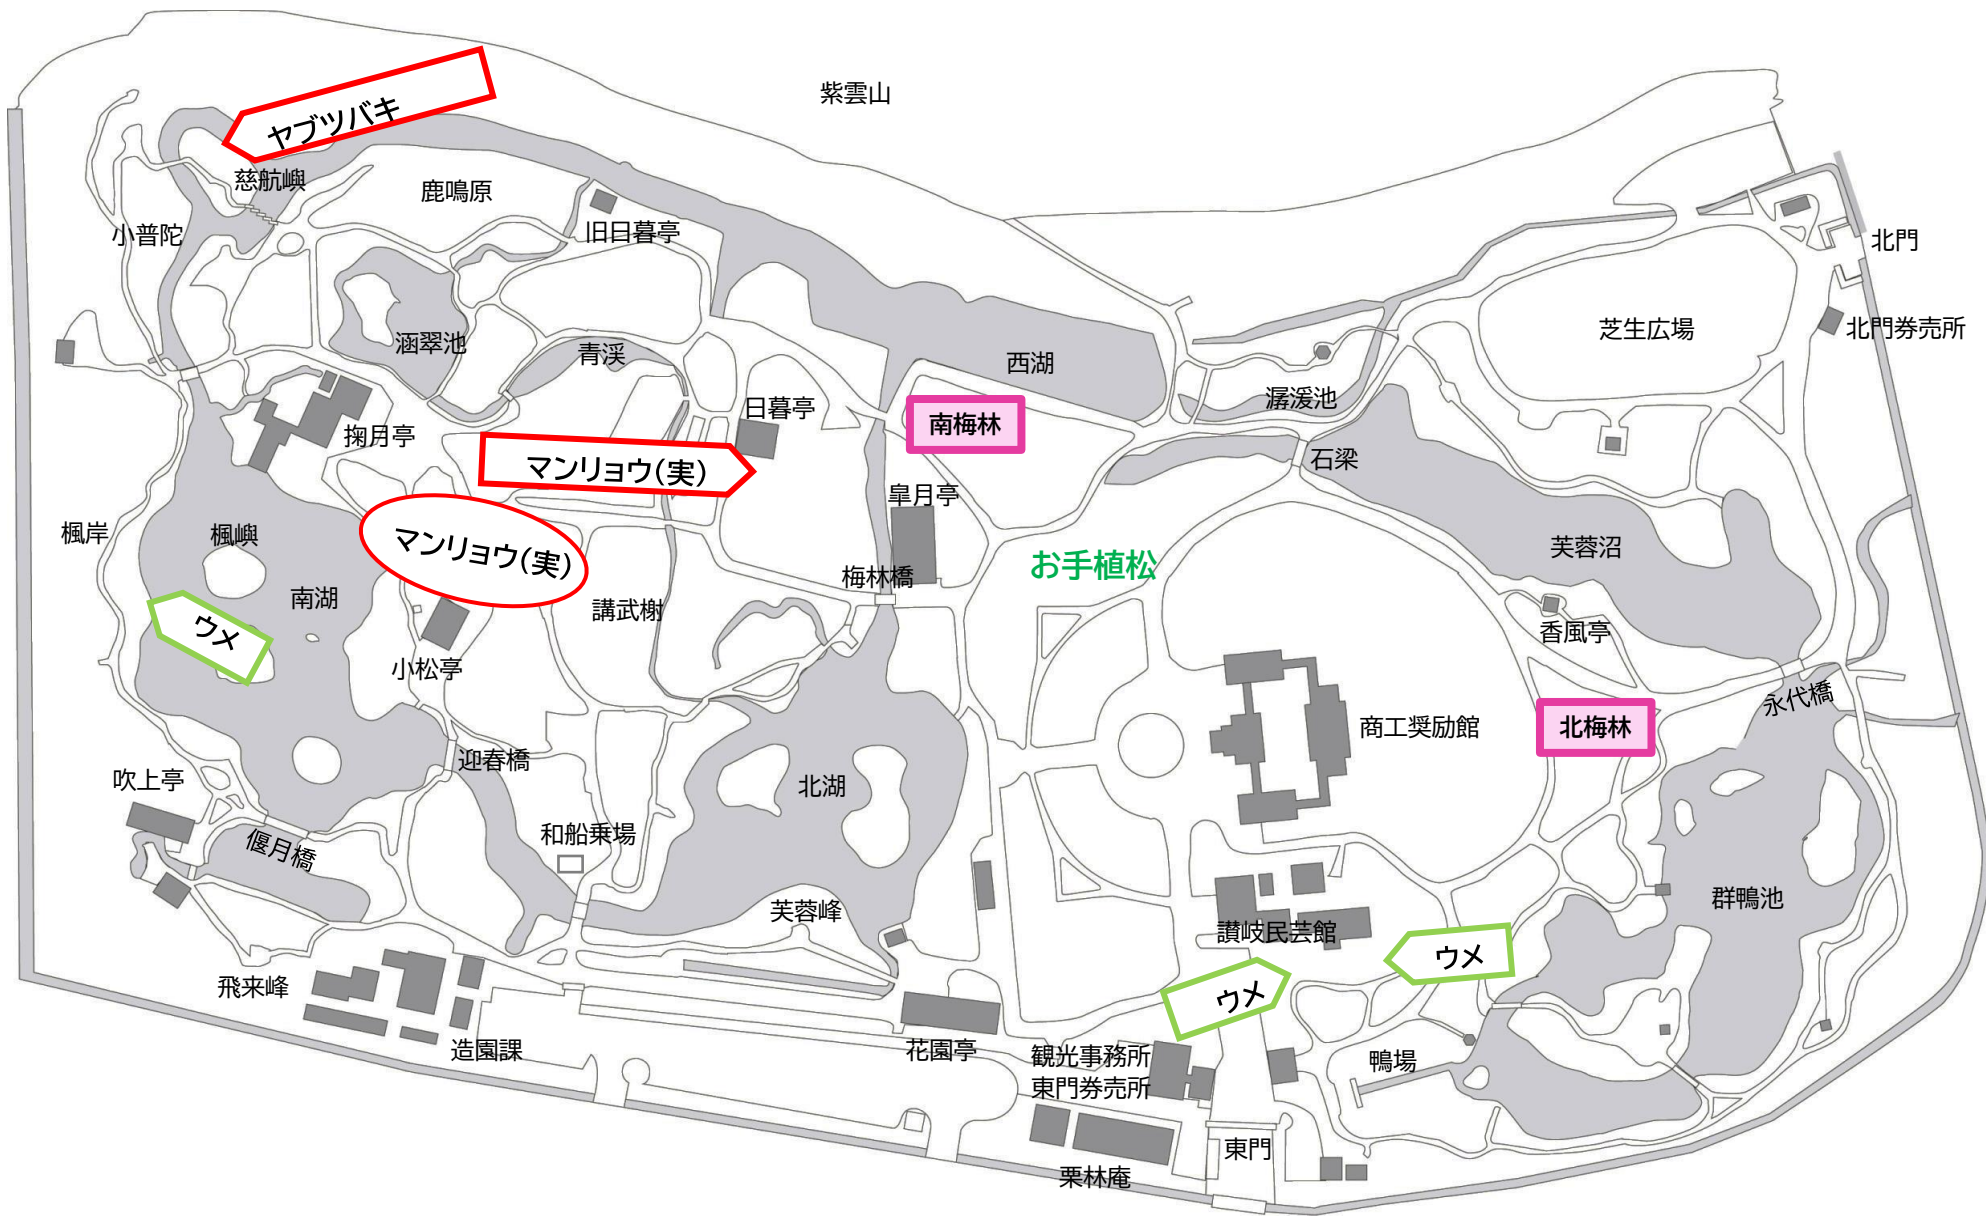 紫雲山
ヤブツバキ
慈航嶼
鹿鳴原
小普陀
旧日暮亭
北門
北門券売所
芝生広場
涵翠池
青渓
西湖
潺湲池
日暮亭
南梅林
掬月亭
石梁
マンリョウ(実)
皐月亭
楓岸
楓嶼
マンリョウ(実)
お手植松
芙蓉沼
梅林橋
南湖
講武榭
香風亭
ウメ
小松亭
永代橋
北梅林
商工奨励館
迎春橋
吹上亭
北湖
和船乗場
偃月橋
群鴨池
芙蓉峰
讃岐民芸館
ウメ
飛来峰
ウメ
造園課
花園亭
観光事務所
東門券売所
鴨場
東門
栗林庵